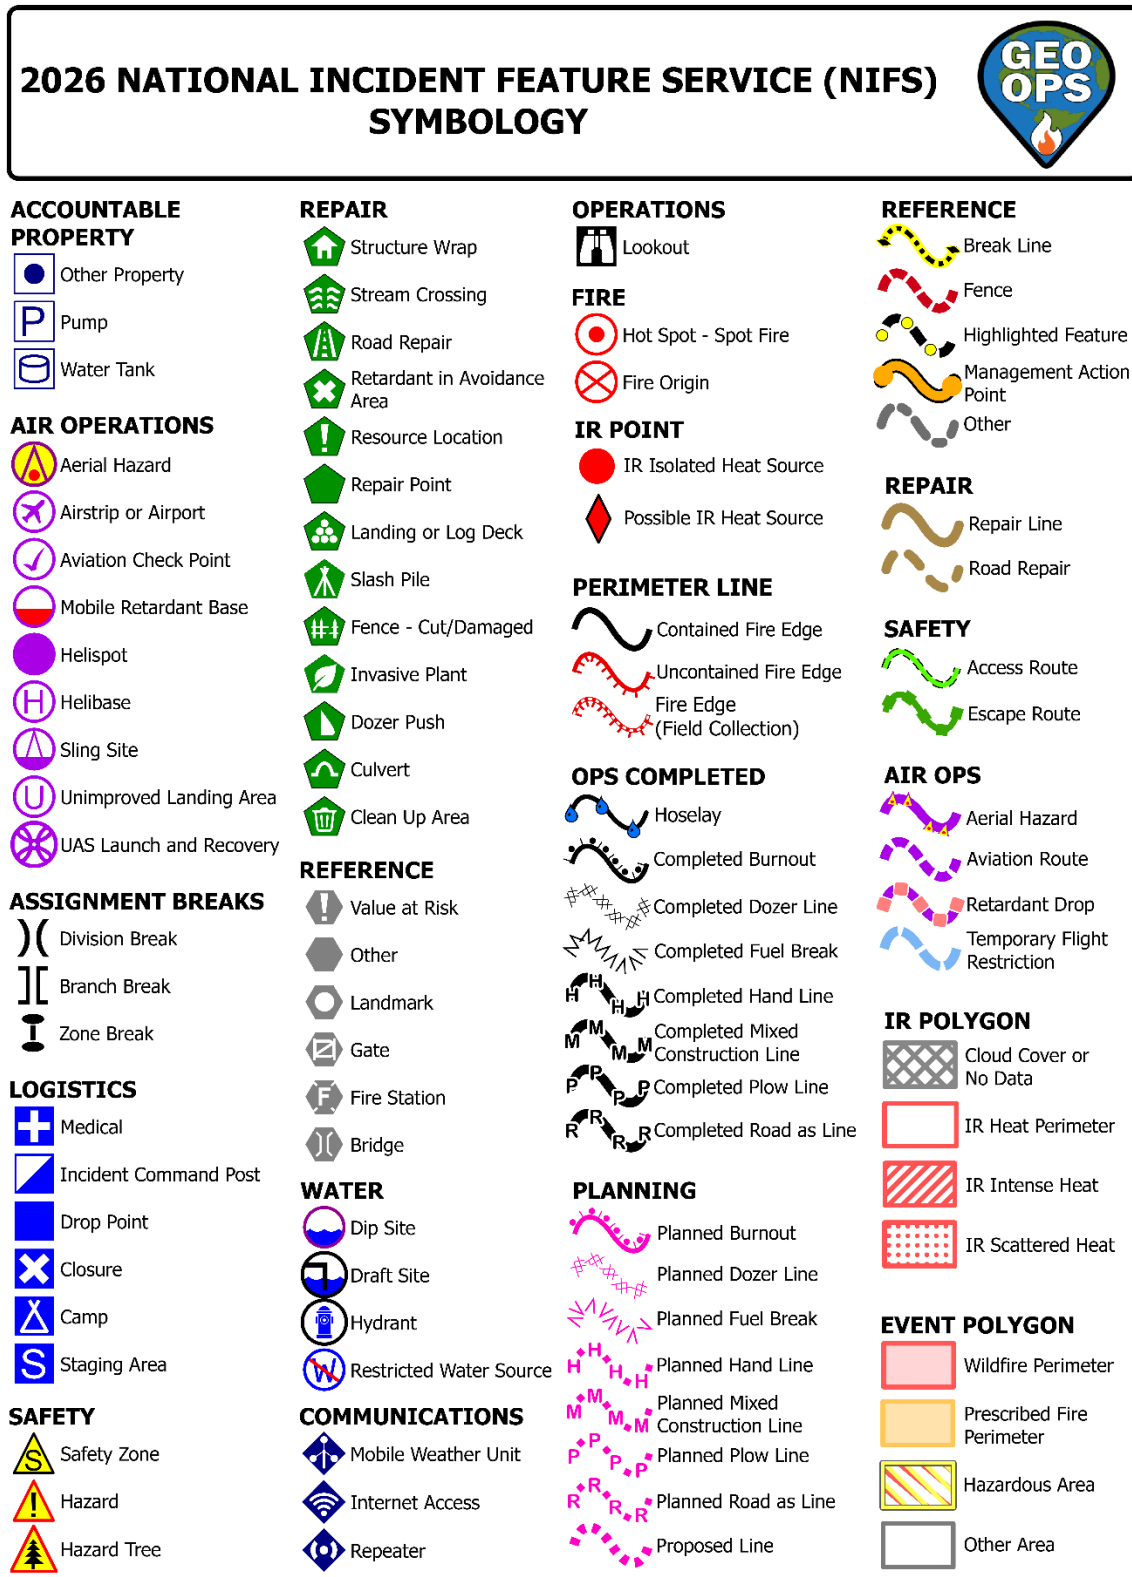 2026 NATIONAL INCIDENT FEATURE SERVICE (NIFS)
SYMBOLOGY
GEO
OPS
ACCOUNTABLE
PROPERTY
Other Property
P
Pump
Water Tank
AIR OPERATIONS
Aerial Hazard
Airstrip or Airport
Aviation Check Point
Mobile Retardant Base
Helispot
H
Helibase
Sling Site
U
Unimproved Landing Area
UAS Launch and Recovery
ASSIGNMENT BREAKS
Division Break
Branch Break
Zone Break
LOGISTICS
Medical
Incident Command Post
Drop Point
Closure
Camp
S
Staging Area
SAFETY
S
Safety Zone
!
Hazard
Hazard Tree
REPAIR
Structure Wrap
Stream Crossing
Road Repair
Retardant in Avoidance
Area
!
Resource Location
Repair Point
Landing or Log Deck
Slash Pile
Fence - Cut/Damaged
Invasive Plant
Dozer Push
Culvert
Clean Up Area
REFERENCE
!
Value at Risk
Other
Landmark
Gate
F
Fire Station
Bridge
WATER
Dip Site
Draft Site
Hydrant
W
Restricted Water Source
COMMUNICATIONS
Mobile Weather Unit
Internet Access
Repeater
OPERATIONS
Lookout
FIRE
Hot Spot - Spot Fire
Fire Origin
IR POINT
IR Isolated Heat Source
Possible IR Heat Source
PERIMETER LINE
Contained Fire Edge
Uncontained Fire Edge
Fire Edge
(Field Collection)
OPS COMPLETED
Hoselay
Completed Burnout
Completed Dozer Line
Completed Fuel Break
H H H H
Completed Hand Line
M M M M
Completed Mixed
Construction Line
P P P P
Completed Plow Line
R R R R
Completed Road as Line
PLANNING
Planned Burnout
Planned Dozer Line
Planned Fuel Break
H H H H
Planned Hand Line
M M M M
Planned Mixed
Construction Line
P P P P
Planned Plow Line
R R R R
Planned Road as Line
Proposed Line
REFERENCE
Break Line
Fence
Highlighted Feature
Management Action
Point
Other
REPAIR
Repair Line
Road Repair
SAFETY
Access Route
Escape Route
AIR OPS
Aerial Hazard
Aviation Route
Retardant Drop
Temporary Flight
Restriction
IR POLYGON
Cloud Cover or
No Data
IR Heat Perimeter
IR Intense Heat
IR Scattered Heat
EVENT POLYGON
Wildfire Perimeter
Prescribed Fire
Perimeter
Hazardous Area
Other Area